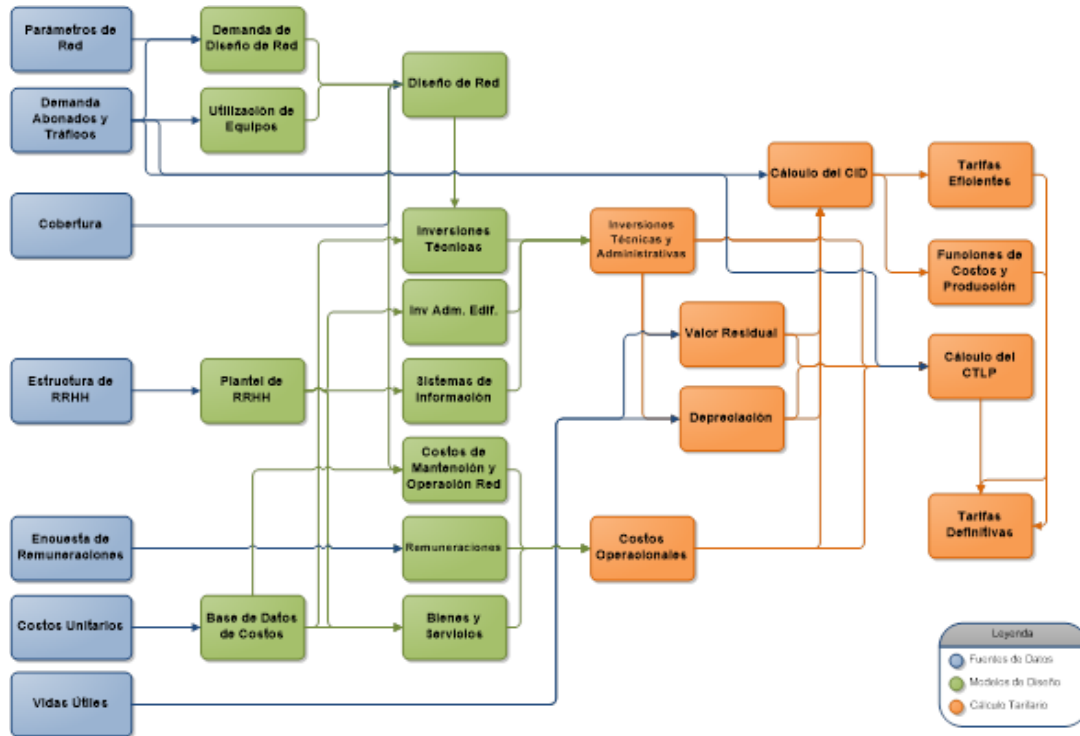 Parámetros de
Red
Demanda
Abonados y
Tráficos
Cobertura
Estructura de
RRHH
Encuesta de
Remuneraciones
Costos Unitarios
Vidas Útiles
Demanda de
Diseño de Red
Utilización de
Equipos
Plantel de
RRHH
Base de Datos
de Costos
Diseño de Red
Inversiones
Técnicas
Inv Adm. Edif.
Sistemas de
Información
Costos de
Mantención y
Operación Red
Remuneraciones
Bienes y
Servicios
Inversiones
Técnicas y
Administrativas
Costos
Operacionales
Valor Residual
Depreciación
Cálculo del CID
Tarifas
Eficientes
Funciones de
Costos y
Producción
Cálculo del
CTLP
Tarifas
Definitivas
Leyenda
Fuentes de Datos
Modelos de Diseño
Cálculo Tarifario